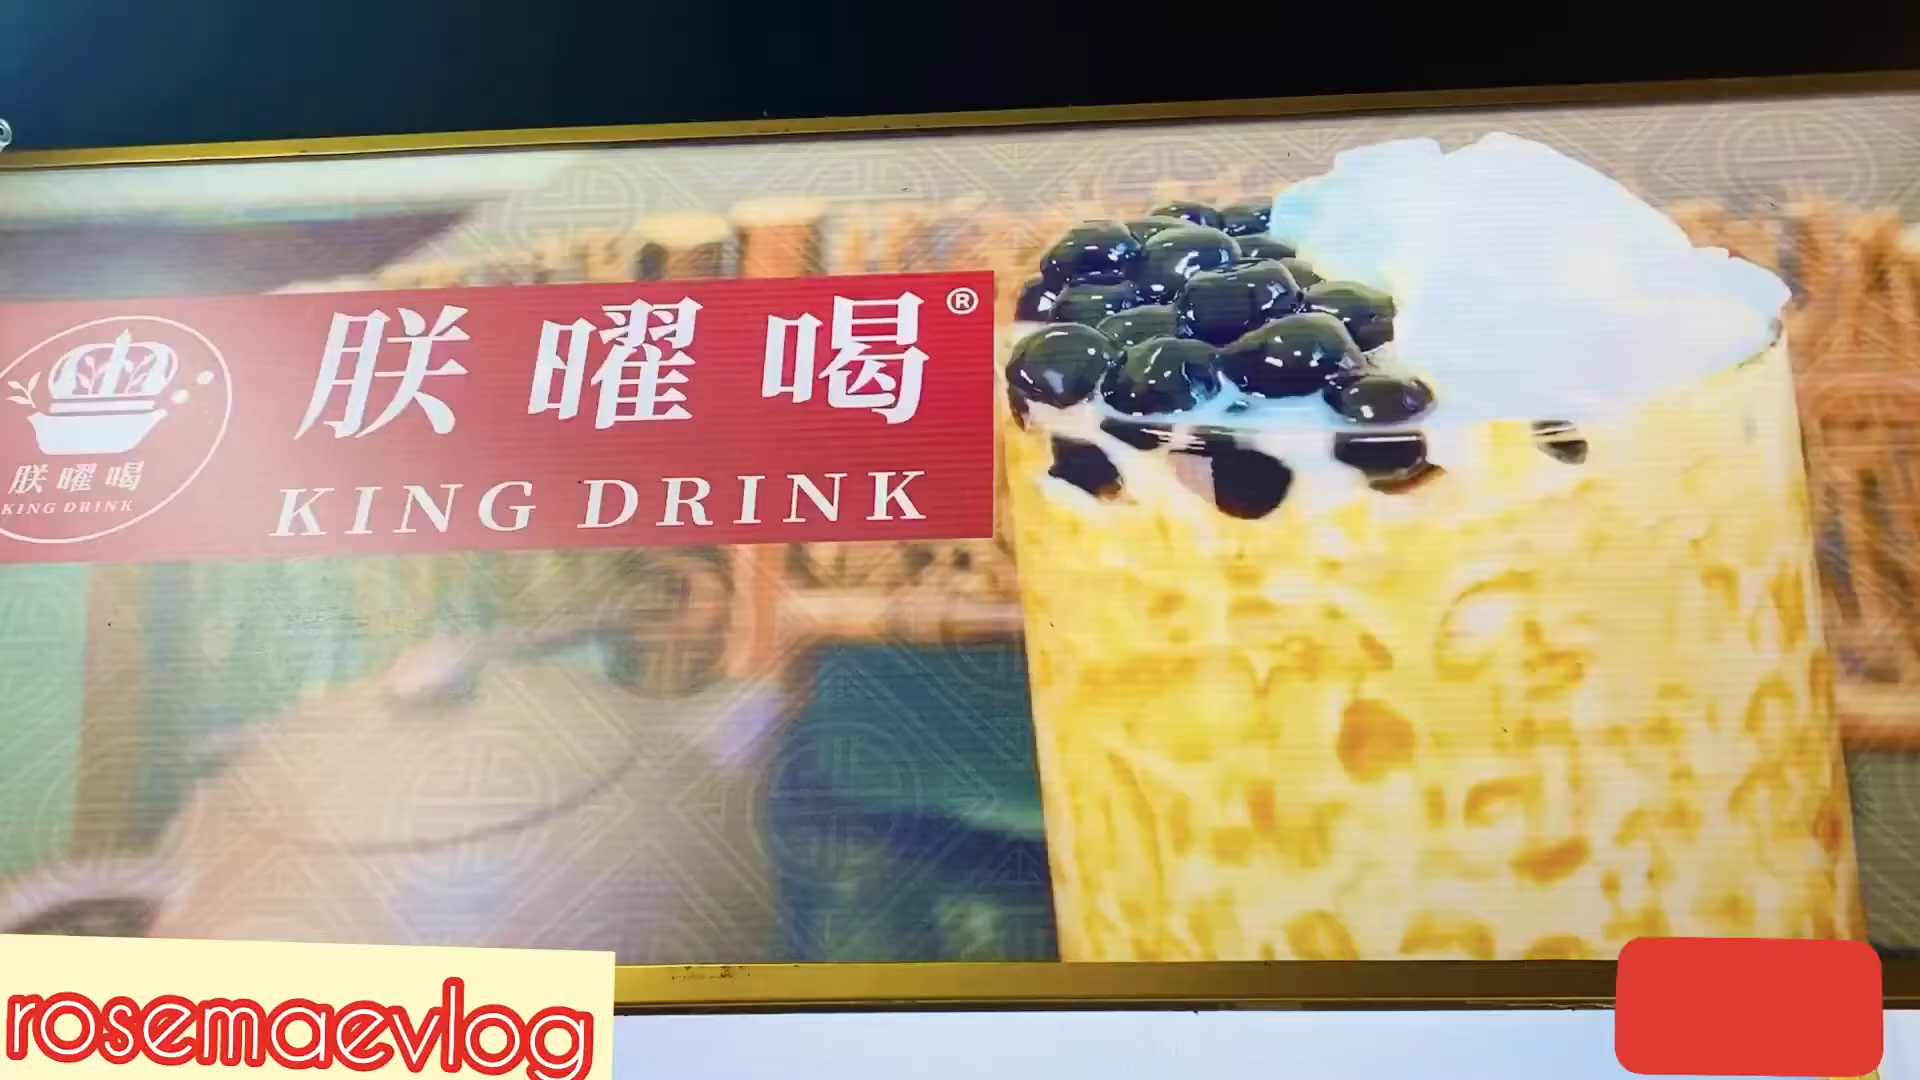 朕曜喝®
KING DRINK
朕曜喝
KING DRINK
rosemaevlog